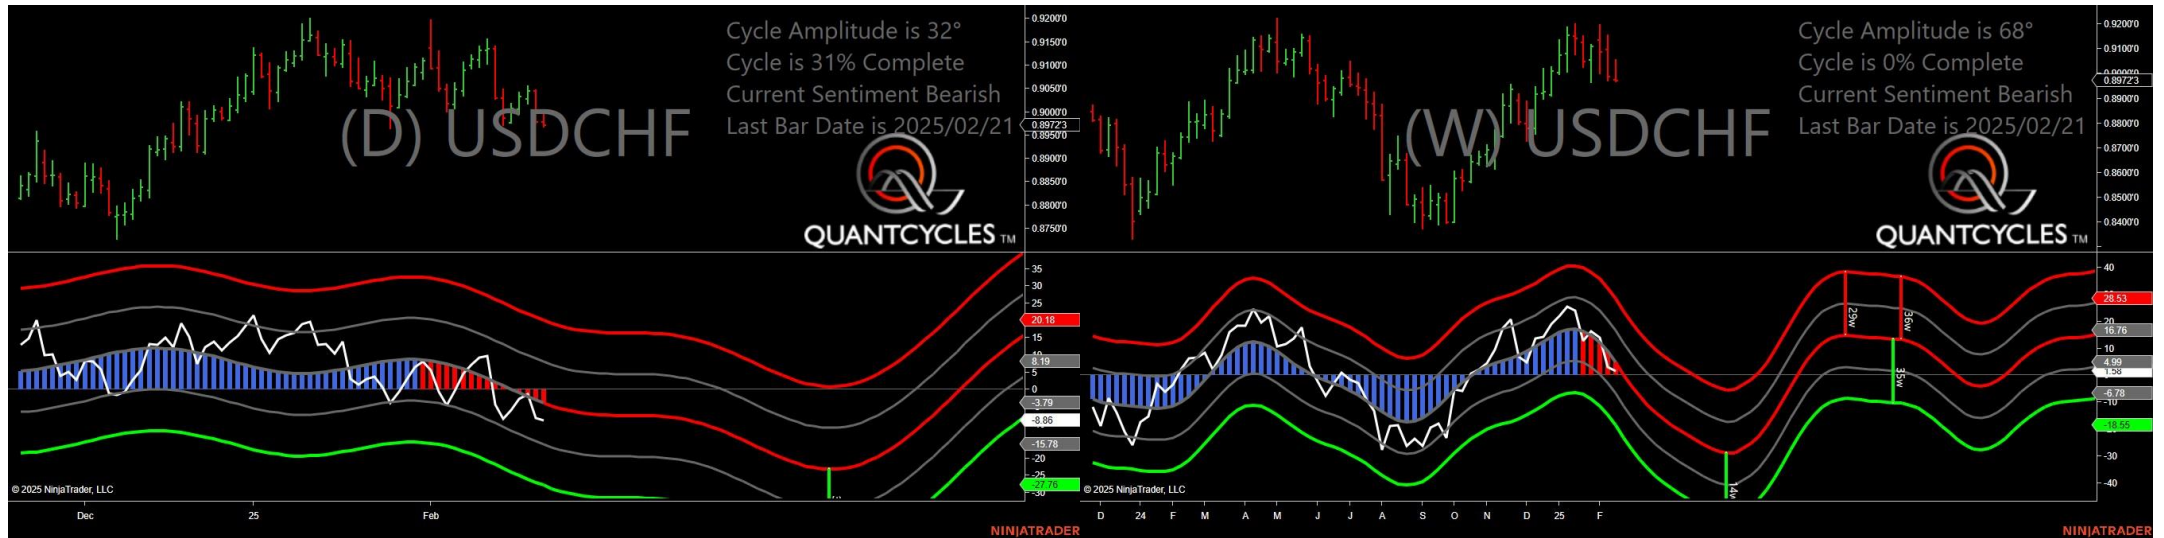 Cycle Amplitude is 32°
Cycle is 31% Complete
Current Sentiment Bearish
Last Bar Date is 2025/02/21
(D) USDCHF
QUANTCYCLES TM
0.9200'0
0.9150'0
0.9100'0
0.9050'0
0.9000'0
0.8972'3
0.8950'0
0.8900'0
0.8850'0
0.8800'0
0.8750'0
35
30
25
20.18
15
8.19
5
0
-3.79
-8.86
-15.78
-20
-25
-27.76
-30
© 2025 NinjaTrader, LLC
Dec
25
Feb
NINJATRADER
Cycle Amplitude is 68°
Cycle is 0% Complete
Current Sentiment Bearish
Last Bar Date is 2025/02/21
(W) USDCHF
QUANTCYCLES TM
0.9200'0
0.9100'0
0.9000'0
0.8972'3
0.8900'0
0.8800'0
0.8700'0
0.8600'0
0.8500'0
0.8400'0
29w
36w
35w
14w
40
28.53
20
16.76
10
4.99
1.58
-6.78
-10
-18.55
-30
-40
© 2025 NinjaTrader, LLC
D
24
F
M
A
M
J
J
A
S
O
N
D
25
F
NINJATRADER